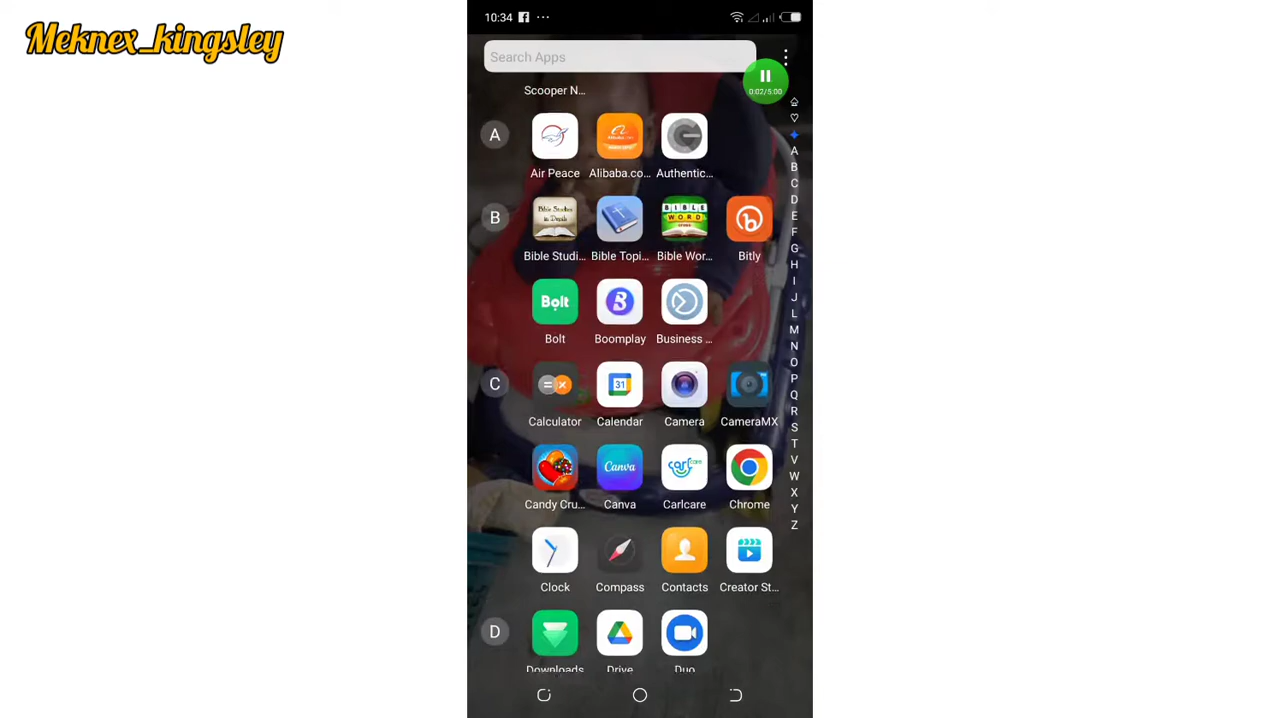 Meknex_kingsley
10:34
Search Apps
0:02/5:00
Scooper N...
A
Air Peace
Alibaba.co...
Authentic...
B
Bible Studi...
Bible Topi...
Bible Wor...
Bitly
Bolt
Bolt
Boomplay
Business ...
C
Calculator
Calendar
Camera
CameraMX
Candy Cru...
Canva
Canva
Carlcare
Chrome
Clock
Compass
Contacts
Creator St...
D
Downloads
Drive
Duo
A
B
C
D
E
F
G
H
I
J
L
M
N
O
P
Q
R
S
T
V
W
X
Y
Z